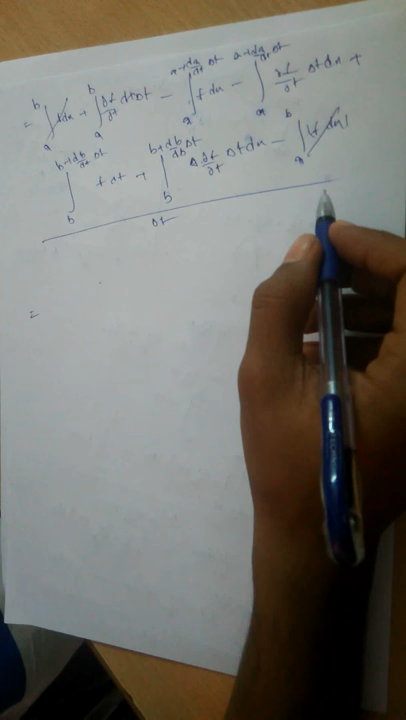 = ∫_a^b f dx + ∫_a^b ∂f/∂t dx Δt − ∫_a^{a+da/dt Δt} f dx − ∫_a^{a+da/dt Δt} ∂f/∂t Δt dx +
∫_b^{b+db/dt Δt} f dx + ∫_b^{b+db/dt Δt} ∂f/∂t Δt dx − ∫_a^b (f dx)
Δt
=